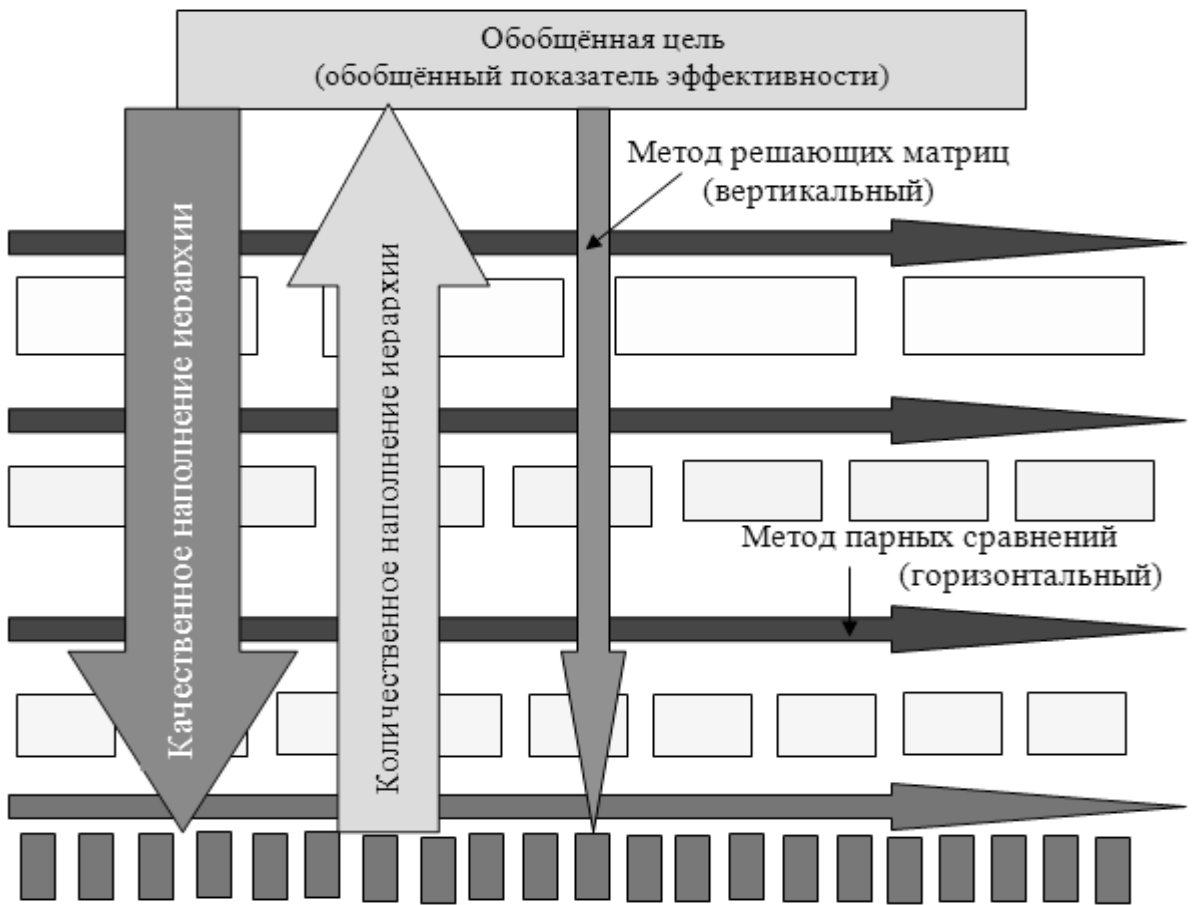 Обобщённая цель
(обобщённый показатель эффективности)
Метод решающих матриц
(вертикальный)
Качественное наполнение иерархии
Количественное наполнение иерархии
Метод парных сравнений
(горизонтальный)